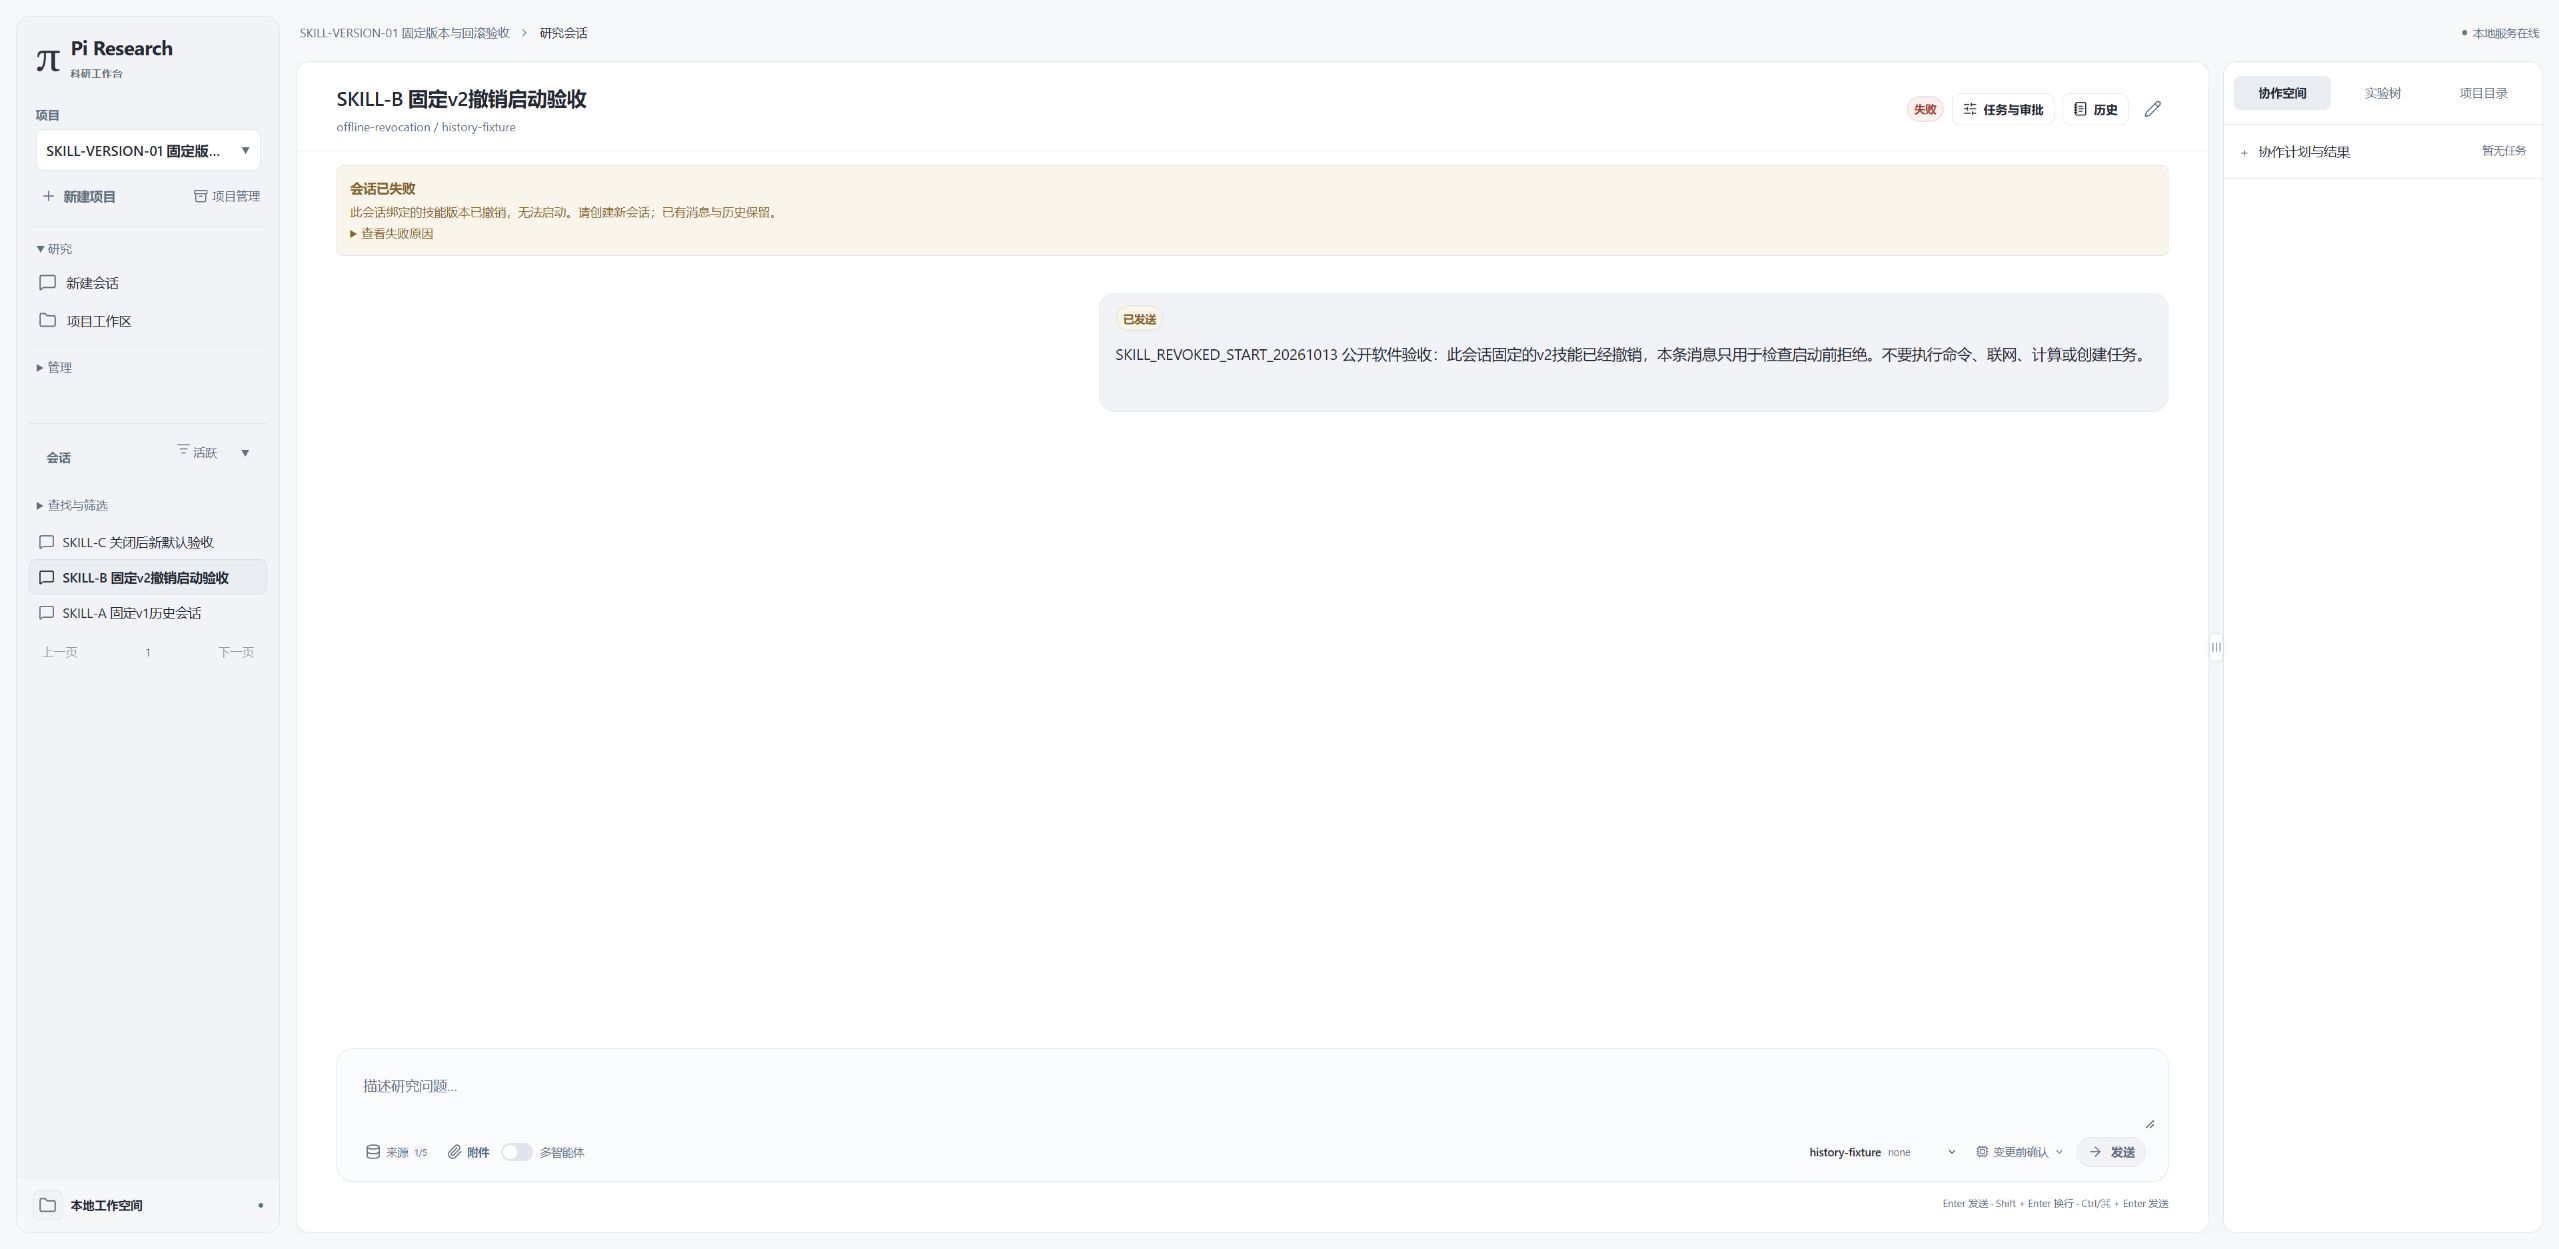 Pi Research
科研工作台
项目
SKILL-VERSION-01 固定版...
新建项目
项目管理
研究
新建会话
项目工作区
管理
会话
活跃
查找与筛选
SKILL-C 关闭后新默认验收
SKILL-B 固定v2撤销启动验收
SKILL-A 固定v1历史会话
上一页
1
下一页
本地工作空间
SKILL-VERSION-01 固定版本与回滚验收 > 研究会话
本地服务在线
SKILL-B 固定v2撤销启动验收
offline-revocation / history-fixture
失败
任务与审批
历史
会话已失败
此会话绑定的技能版本已撤销，无法启动。请创建新会话；已有消息与历史保留。
查看失败原因
已发送
SKILL_REVOKED_START_20261013 公开软件验收：此会话固定的v2技能已经撤销，本条消息只用于检查启动前拒绝。不要执行命令、联网、计算或创建任务。
描述研究问题...
来源 1/5
附件
多智能体
history-fixture none
变更前确认
发送
Enter 发送 · Shift + Enter 换行 · Ctrl/⌘ + Enter 发送
协作空间
实验树
项目目录
+ 协作计划与结果
暂无任务